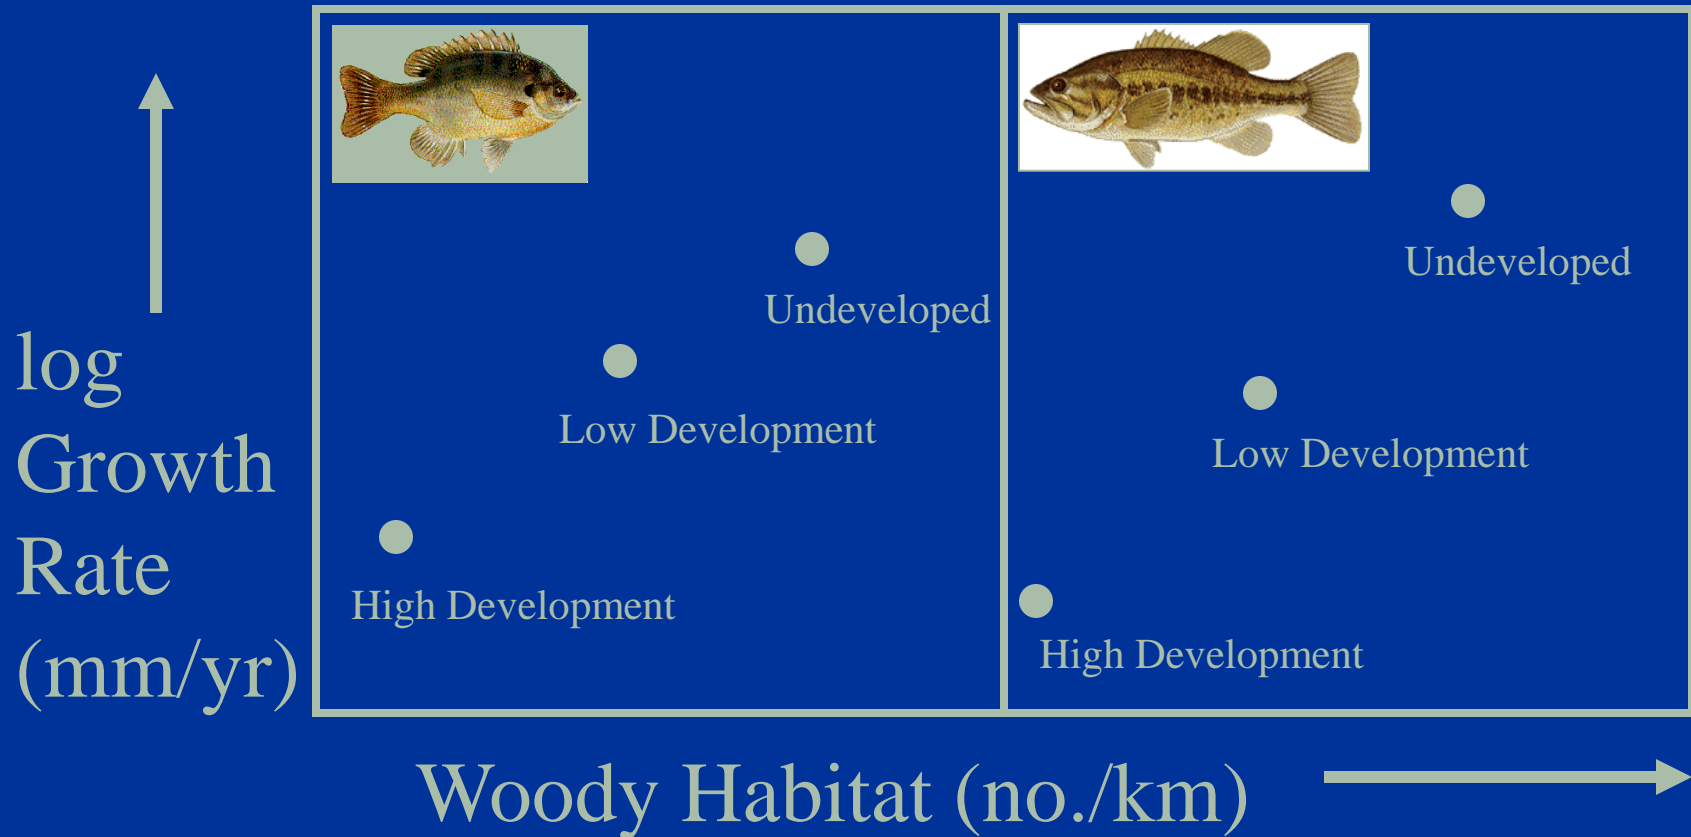 Undeveloped
Low Development
High Development
Undeveloped
Low Development
High Development
log
Growth
Rate
(mm/yr)
Woody Habitat (no./km)